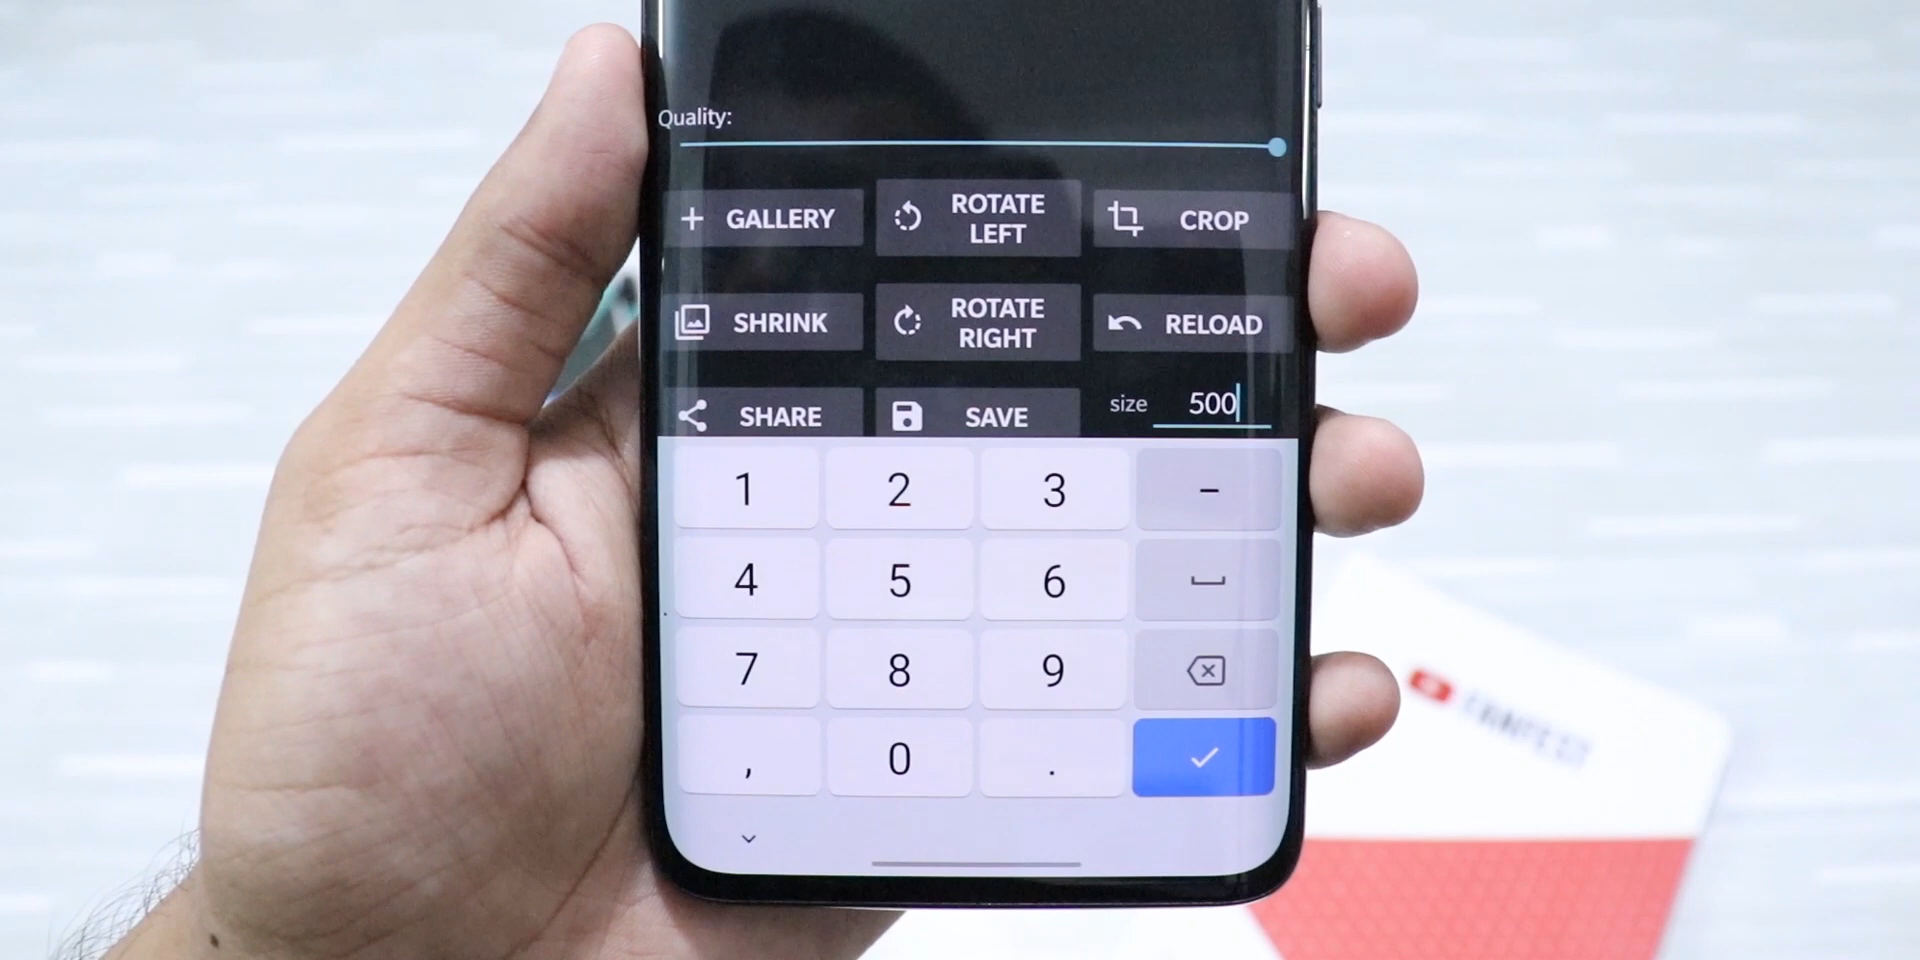 Quality:
GALLERY
ROTATE
LEFT
CROP
SHRINK
ROTATE
RIGHT
RELOAD
SHARE
SAVE
size 500
1 2 3 –
4 5 6
7 8 9
, 0 .
FANFEST